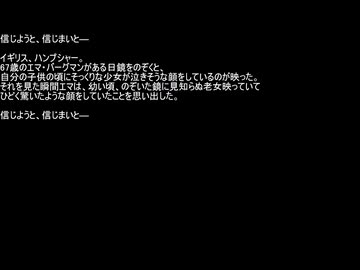 信じようと、信じまいと―
イギリス、ハンプシャー。
67歳のエマ・バーグマンがある日鏡をのぞくと、
自分の子供の頃にそっくりな少女が泣きそうな顔をしているのが映った。
それを見た瞬間エマは、幼い頃、のぞいた鏡に見知らぬ老女映っていて
ひどく驚いたような顔をしていたことを思い出した。
信じようと、信じまいと―